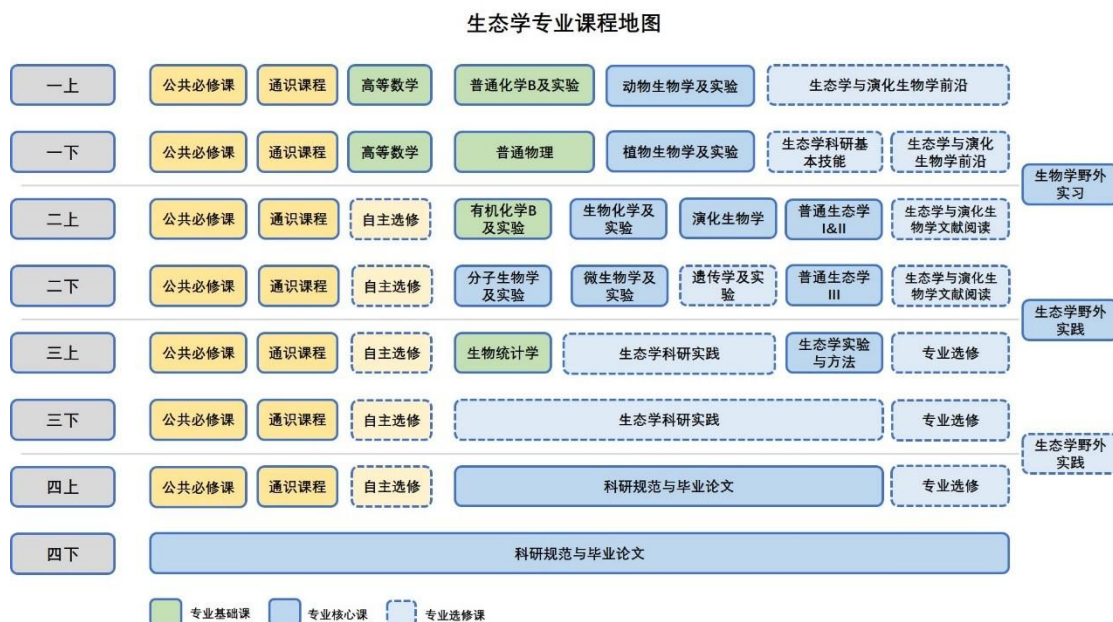 生态学专业课程地图
一上
公共必修课
通识课程
高等数学
普通化学B及实验
动物生物学及实验
生态学与演化生物学前沿
一下
公共必修课
通识课程
高等数学
普通物理
植物生物学及实验
生态学科研基
本技能
生态学与演化
生物学前沿
生物学野外
实习
二上
公共必修课
通识课程
自主选修
有机化学B
及实验
生物化学及
实验
演化生物学
普通生态学
I&II
生态学与演化生
物学文献阅读
二下
公共必修课
通识课程
自主选修
分子生物学
及实验
微生物学及
实验
遗传学及实
验
普通生态学
III
生态学与演化生
物学文献阅读
生态学野外
实践
三上
公共必修课
通识课程
自主选修
生物统计学
生态学科研实践
生态学实验
与方法
专业选修
三下
公共必修课
通识课程
自主选修
生态学科研实践
专业选修
生态学野外
实践
四上
公共必修课
通识课程
自主选修
科研规范与毕业论文
专业选修
四下
科研规范与毕业论文
专业基础课
专业核心课
专业选修课